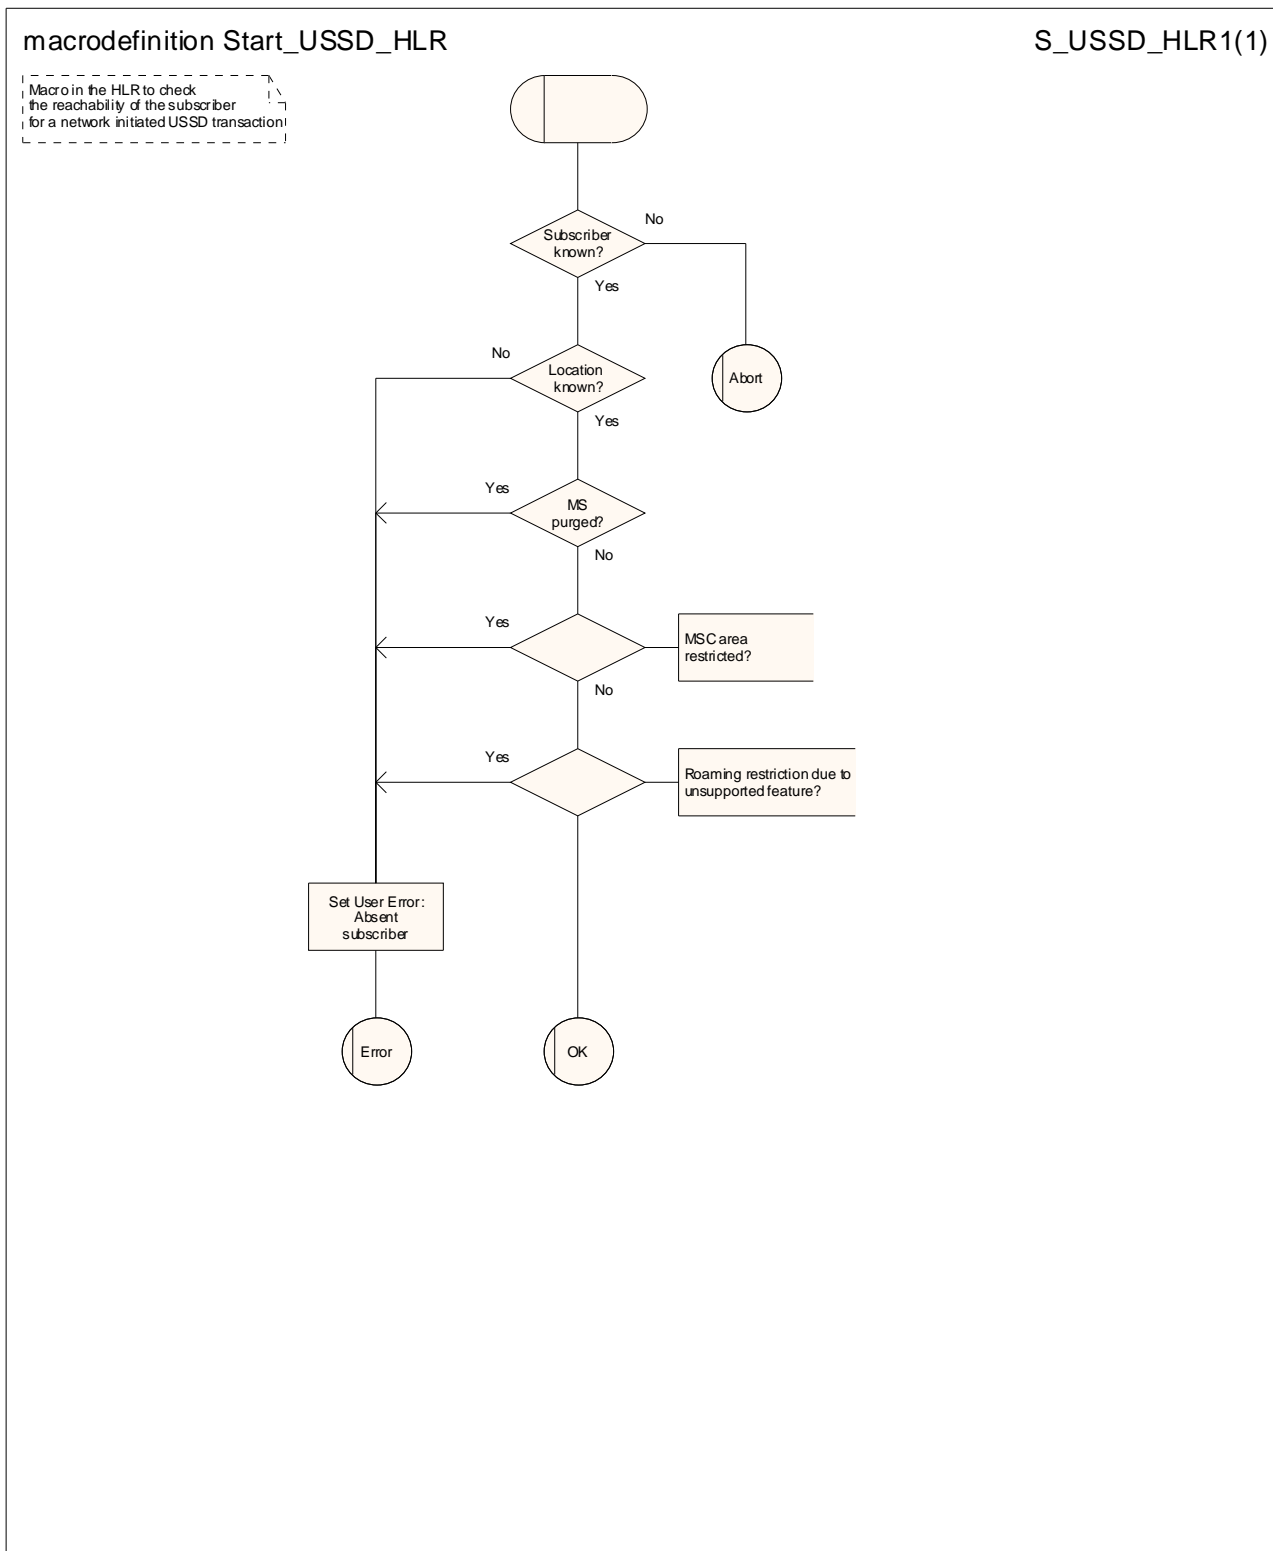 macrodefinition Start_USSD_HLR
S_USSD_HLR1(1)
Macro in the HLR to check
the reachability of the subscriber
for a network initiated USSD transaction
No
Subscriber
known?
Yes
No
Location
known?
Abort
Yes
Yes
MS
purged?
No
Yes
MSC area
restricted?
No
Yes
Roaming restriction due to
unsupported feature?
Set User Error:
Absent
subscriber
Error
OK